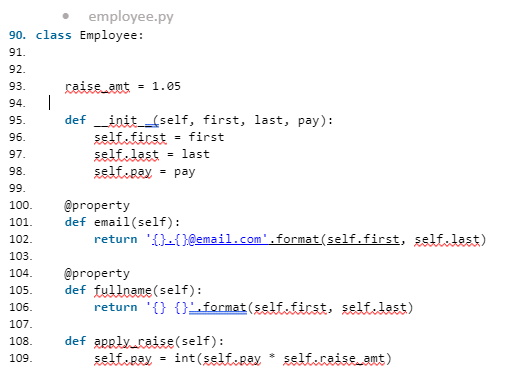 • employee.py
90. class Employee:
91.
92.
93. raise_amt = 1.05
94.
95. def __init__(self, first, last, pay):
96. self.first = first
97. self.last = last
98. self.pay = pay
99.
100. @property
101. def email(self):
102. return '{}.{}@email.com'.format(self.first, self.last)
103.
104. @property
105. def fullname(self):
106. return '{} {}'.format(self.first, self.last)
107.
108. def apply_raise(self):
109. self.pay = int(self.pay * self.raise_amt)